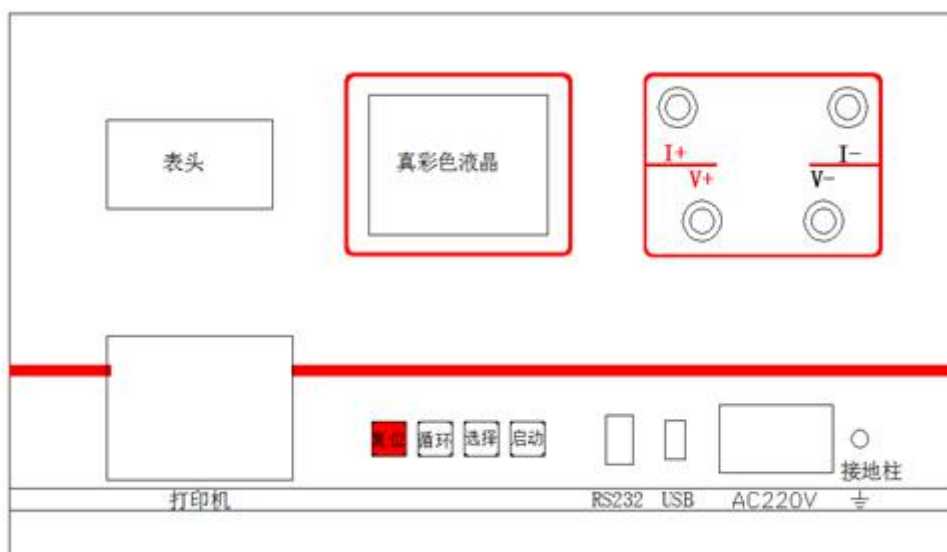 表头
真彩色液晶
I+ I-
V+ V-
复位 循环 选择 启动
接地柱
打印机 RS232 USB AC220V